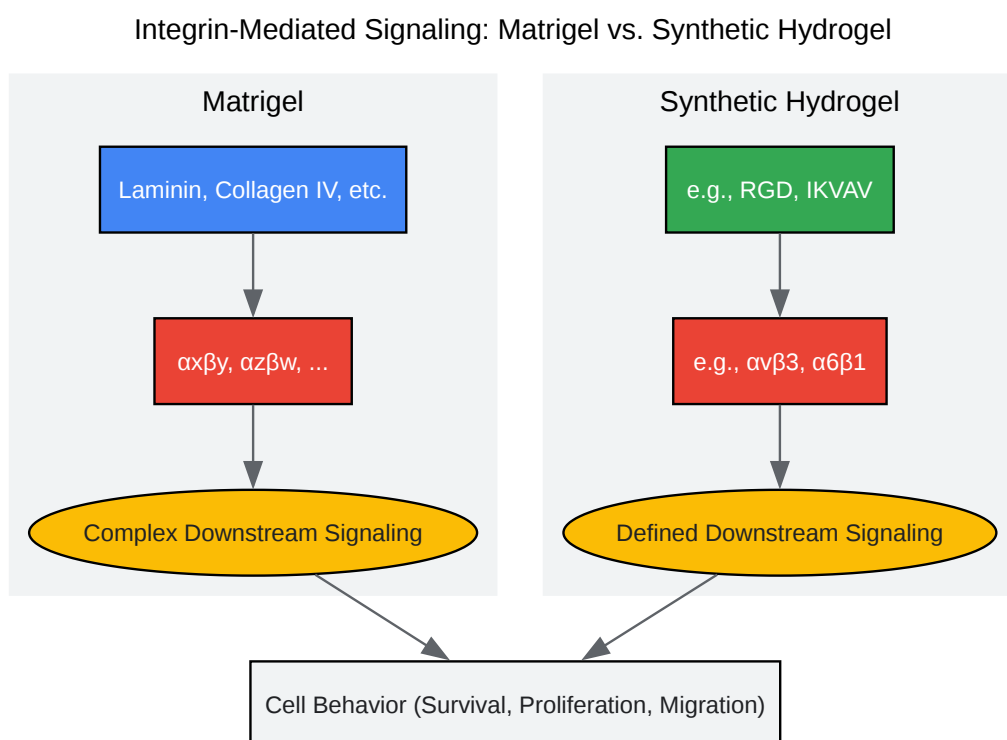 Integrin-Mediated Signaling: Matrigel vs. Synthetic Hydrogel
Matrigel
Laminin, Collagen IV, etc.
αxβy, αzβw, ...
Complex Downstream Signaling
Synthetic Hydrogel
e.g., RGD, IKVAV
e.g., αvβ3, α6β1
Defined Downstream Signaling
Cell Behavior (Survival, Proliferation, Migration)